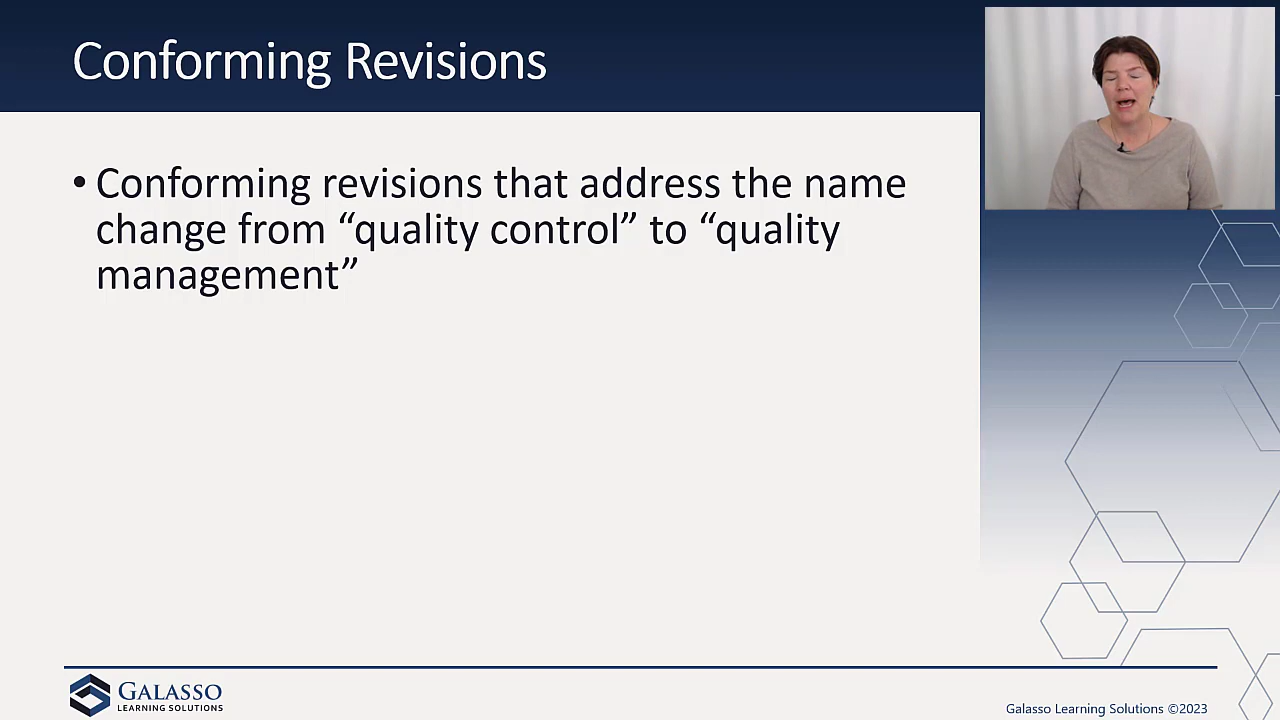 Conforming Revisions
• Conforming revisions that address the name
change from “quality control” to “quality
management”
GALASSO
LEARNING SOLUTIONS
Galasso Learning Solutions ©2023